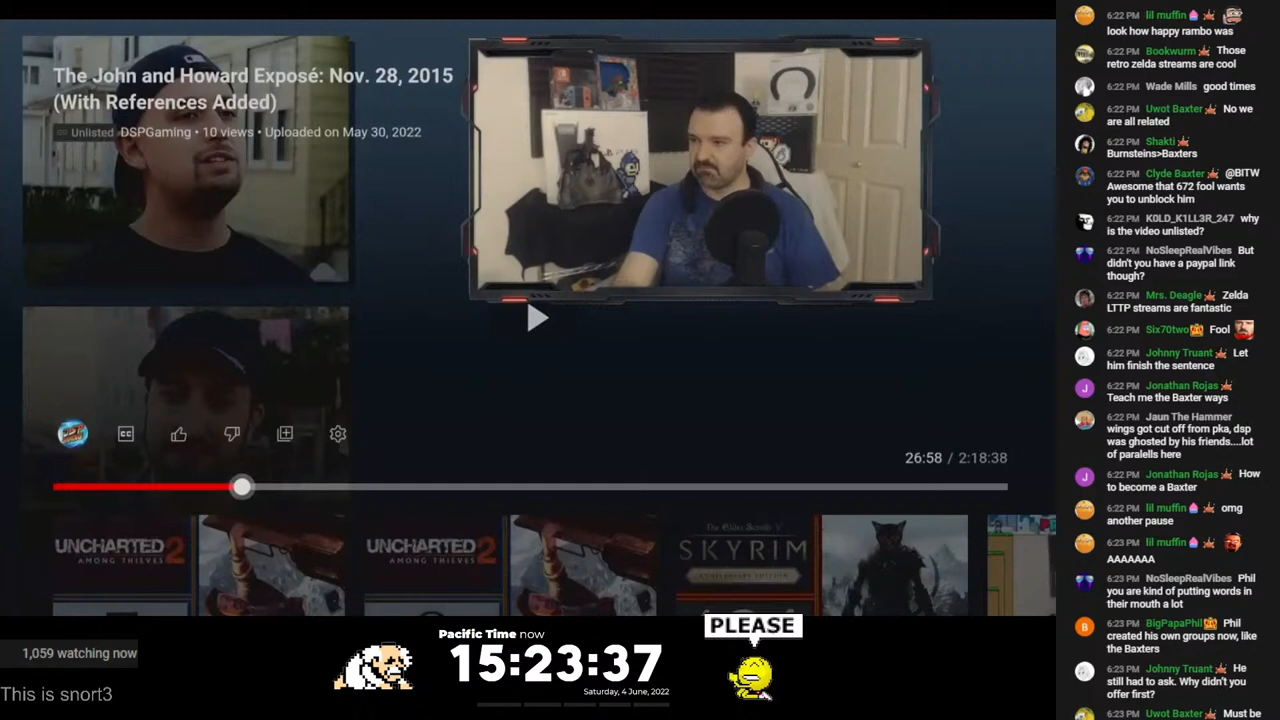 The John and Howard Exposé: Nov. 28, 2015
(With References Added)
Unlisted DSPGaming • 10 views • Uploaded on May 30, 2022
CC
26:58 / 2:18:38
UNCHARTED 2
AMONG THIEVES
UNCHARTED 2
AMONG THIEVES
The Elder Scrolls V
SKYRIM
ANNIVERSARY EDITION
1,059 watching now
This is snort3
Pacific Time now
15:23:37
Saturday, 4 June, 2022
PLEASE
6:22 PM lil muffin
look how happy rambo was
6:22 PM Bookwurm Those
retro zelda streams are cool
6:22 PM Wade Mills good times
6:22 PM Uwot Baxter No we
are all related
6:22 PM Shakti
Burnsteins>Baxters
6:22 PM Clyde Baxter @BITW
Awesome that 672 fool wants
you to unblock him
6:22 PM K0LD_K1LL3R_247 why
is the video unlisted?
6:22 PM NoSleepRealVibes But
didn't you have a paypal link
though?
6:22 PM Mrs. Deagle Zelda
LTTP streams are fantastic
6:22 PM Six70two Fool
6:22 PM Johnny Truant Let
him finish the sentence
6:22 PM Jonathan Rojas
Teach me the Baxter ways
6:22 PM Jaun The Hammer
wings got cut off from pka, dsp
was ghosted by his friends....lot
of paralells here
6:22 PM Jonathan Rojas How
to become a Baxter
6:22 PM lil muffin omg
another pause
6:23 PM lil muffin
AAAAAAA
6:23 PM NoSleepRealVibes Phil
you are kind of putting words in
their mouth a lot
6:23 PM BigPapaPhil Phil
created his own groups now, like
the Baxters
6:23 PM Johnny Truant He
still had to ask. Why didn't you
offer first?
6:23 PM Uwot Baxter Must be